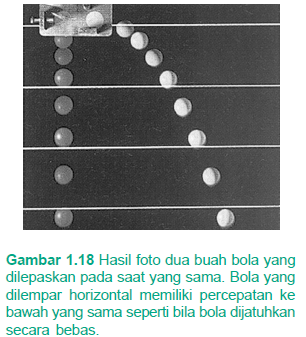 Gambar 1.18 Hasil foto dua buah bola yang
dilepaskan pada saat yang sama. Bola yang
dilempar horizontal memiliki percepatan ke
bawah yang sama seperti bila bola dijatuhkan
secara bebas.